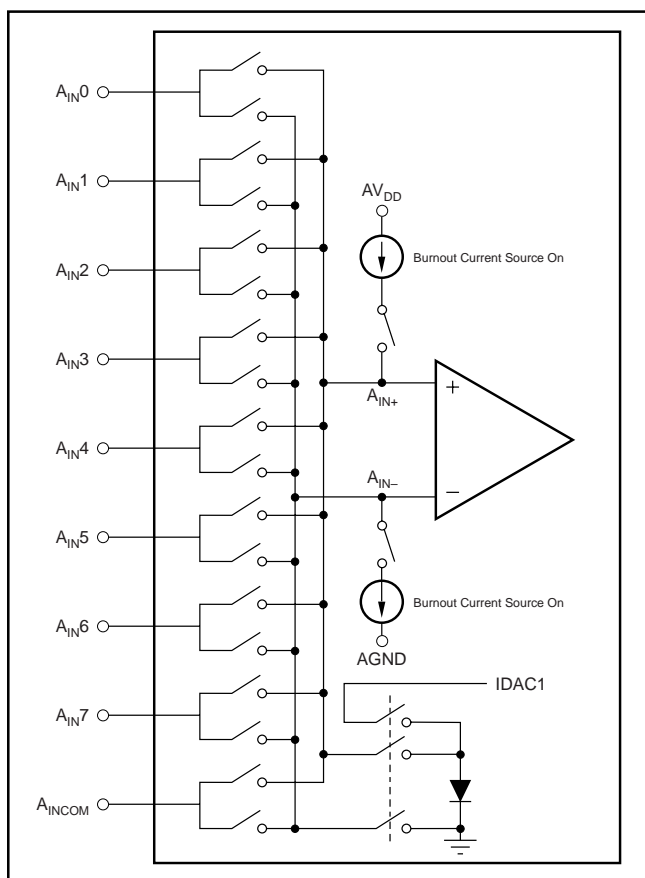 AIN0
AIN1
AVDD
AIN2
Burnout Current Source On
AIN3
AIN+
+
AIN4
AIN–
–
AIN5
Burnout Current Source On
AIN6
AGND
IDAC1
AIN7
AINCOM